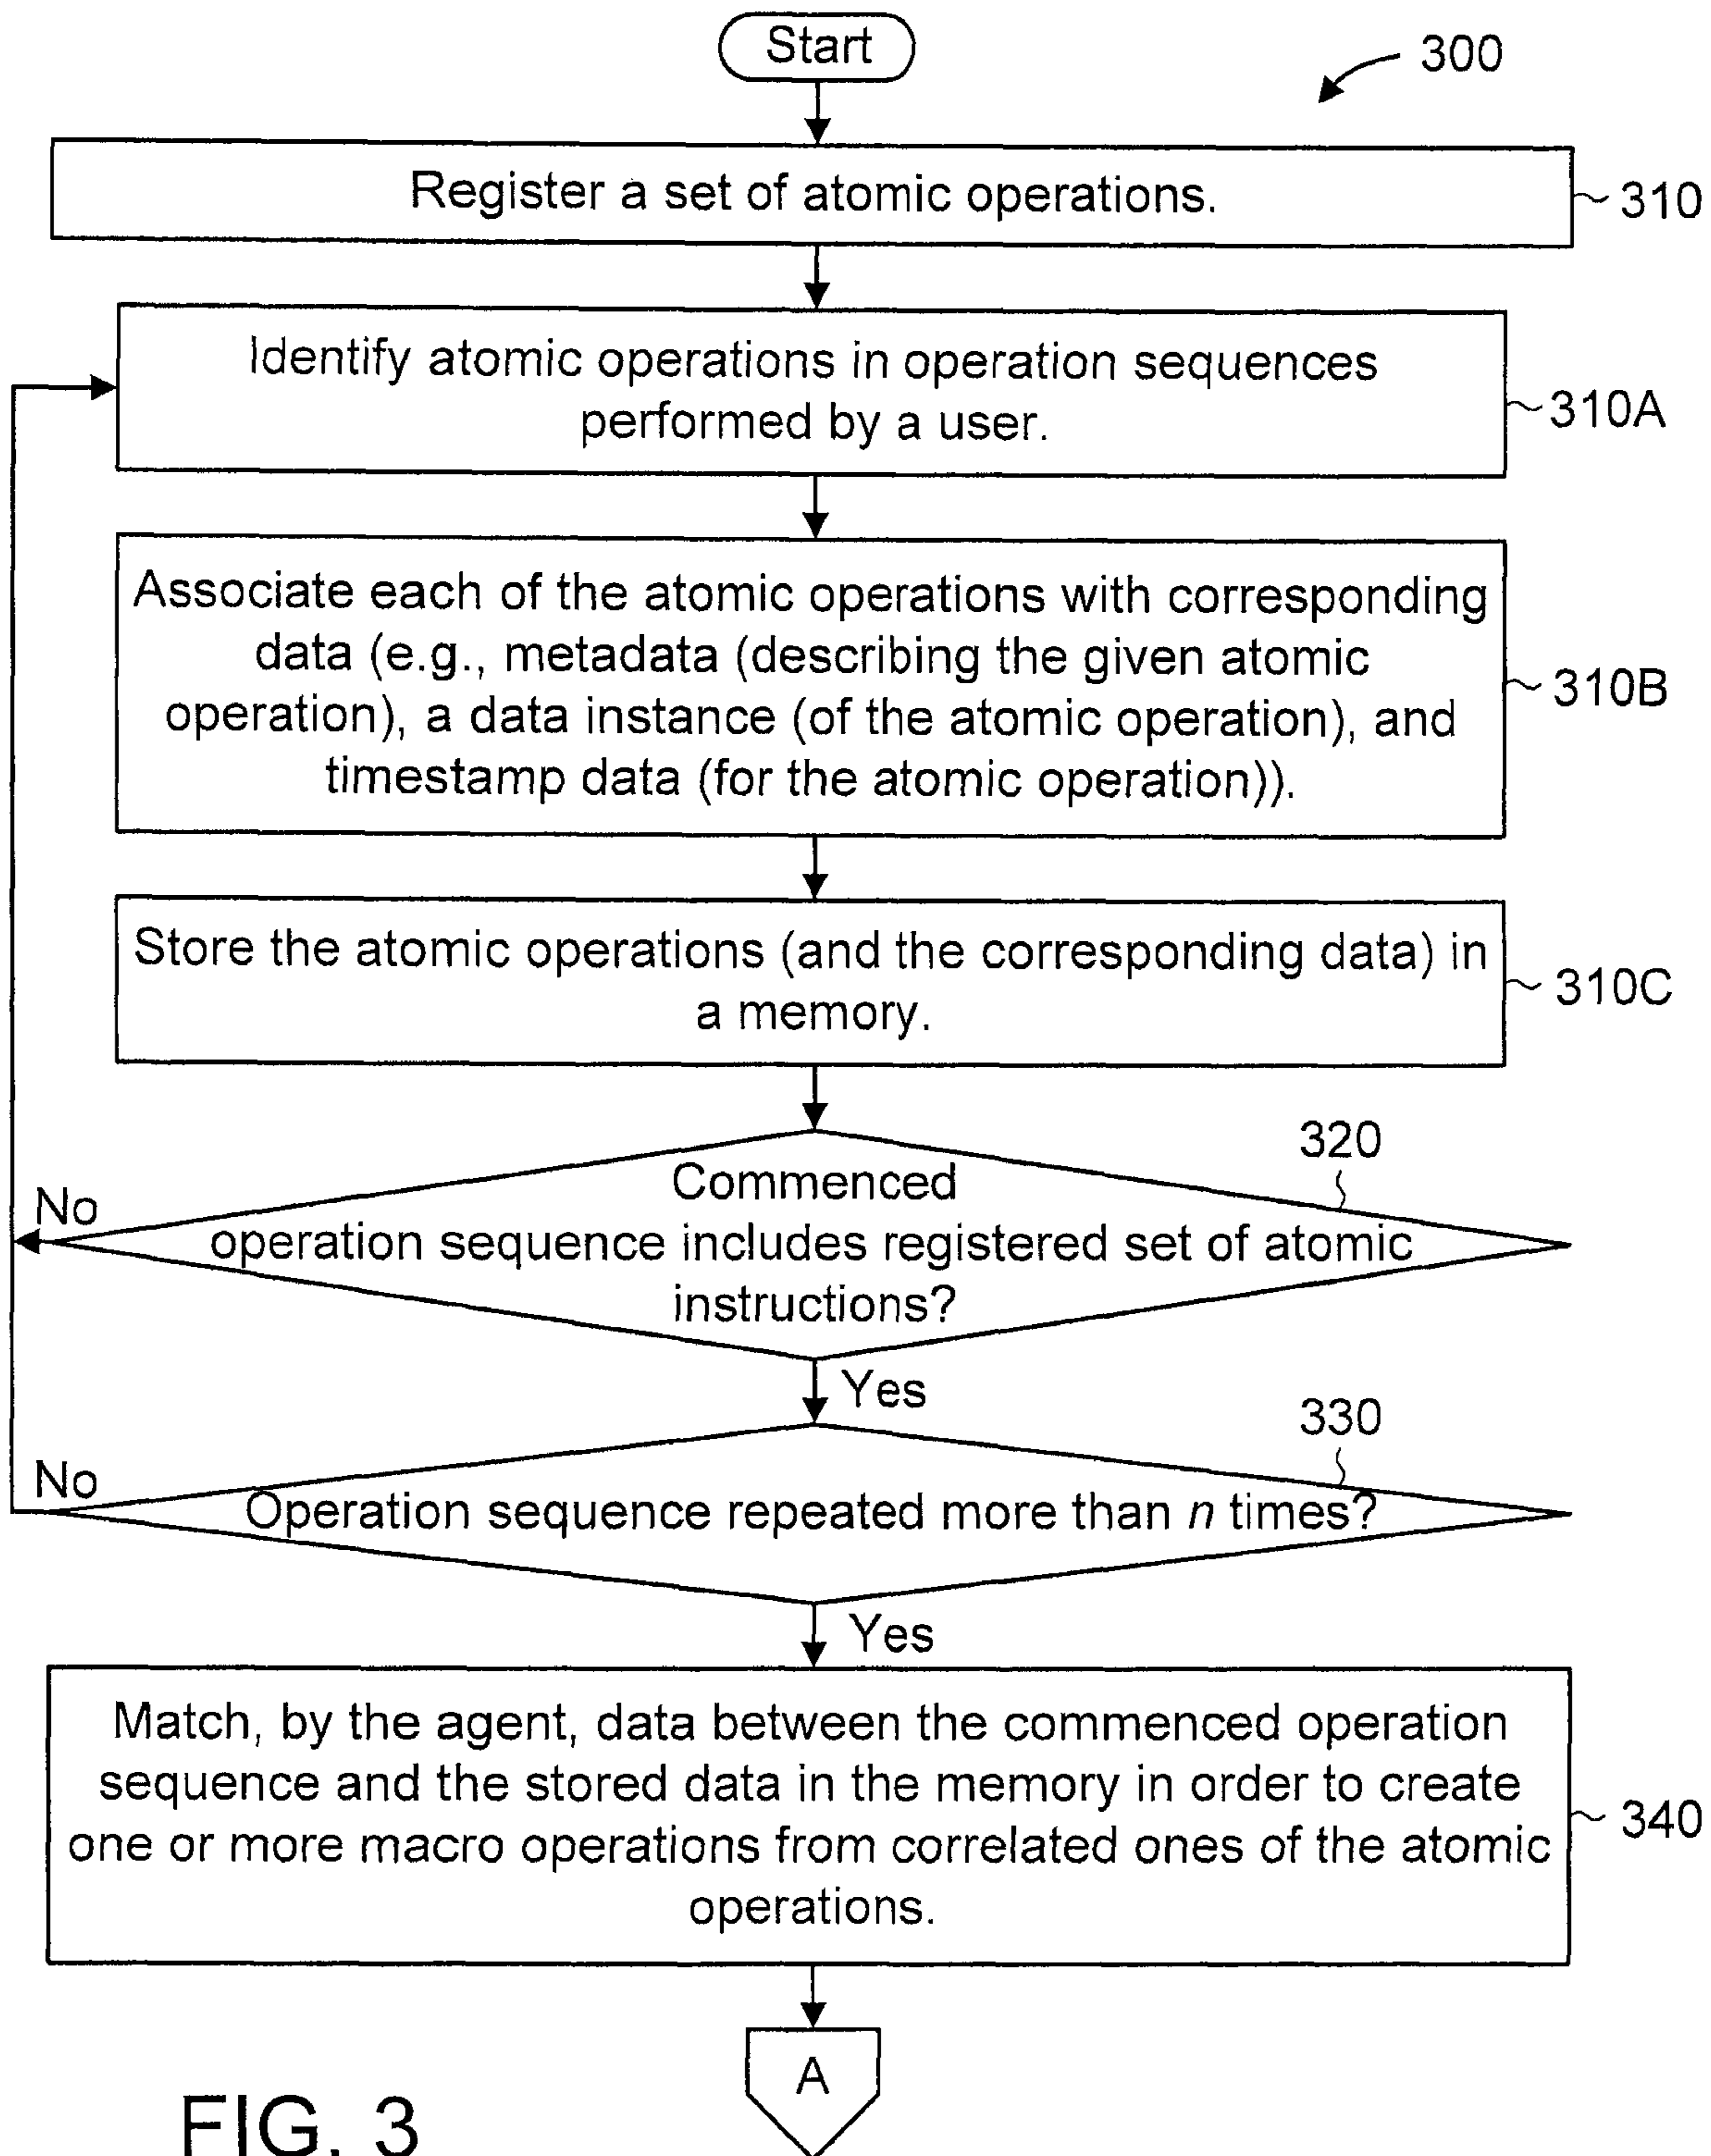 Start
300
Register a set of atomic operations.
310
Identify atomic operations in operation sequences
performed by a user.
310A
Associate each of the atomic operations with corresponding
data (e.g., metadata (describing the given atomic
operation), a data instance (of the atomic operation), and
timestamp data (for the atomic operation)).
310B
Store the atomic operations (and the corresponding data) in
a memory.
310C
320
Commenced
operation sequence includes registered set of atomic
instructions?
No
Yes
330
Operation sequence repeated more than n times?
No
Yes
Match, by the agent, data between the commenced operation
sequence and the stored data in the memory in order to create
one or more macro operations from correlated ones of the atomic
operations.
340
A
FIG. 3